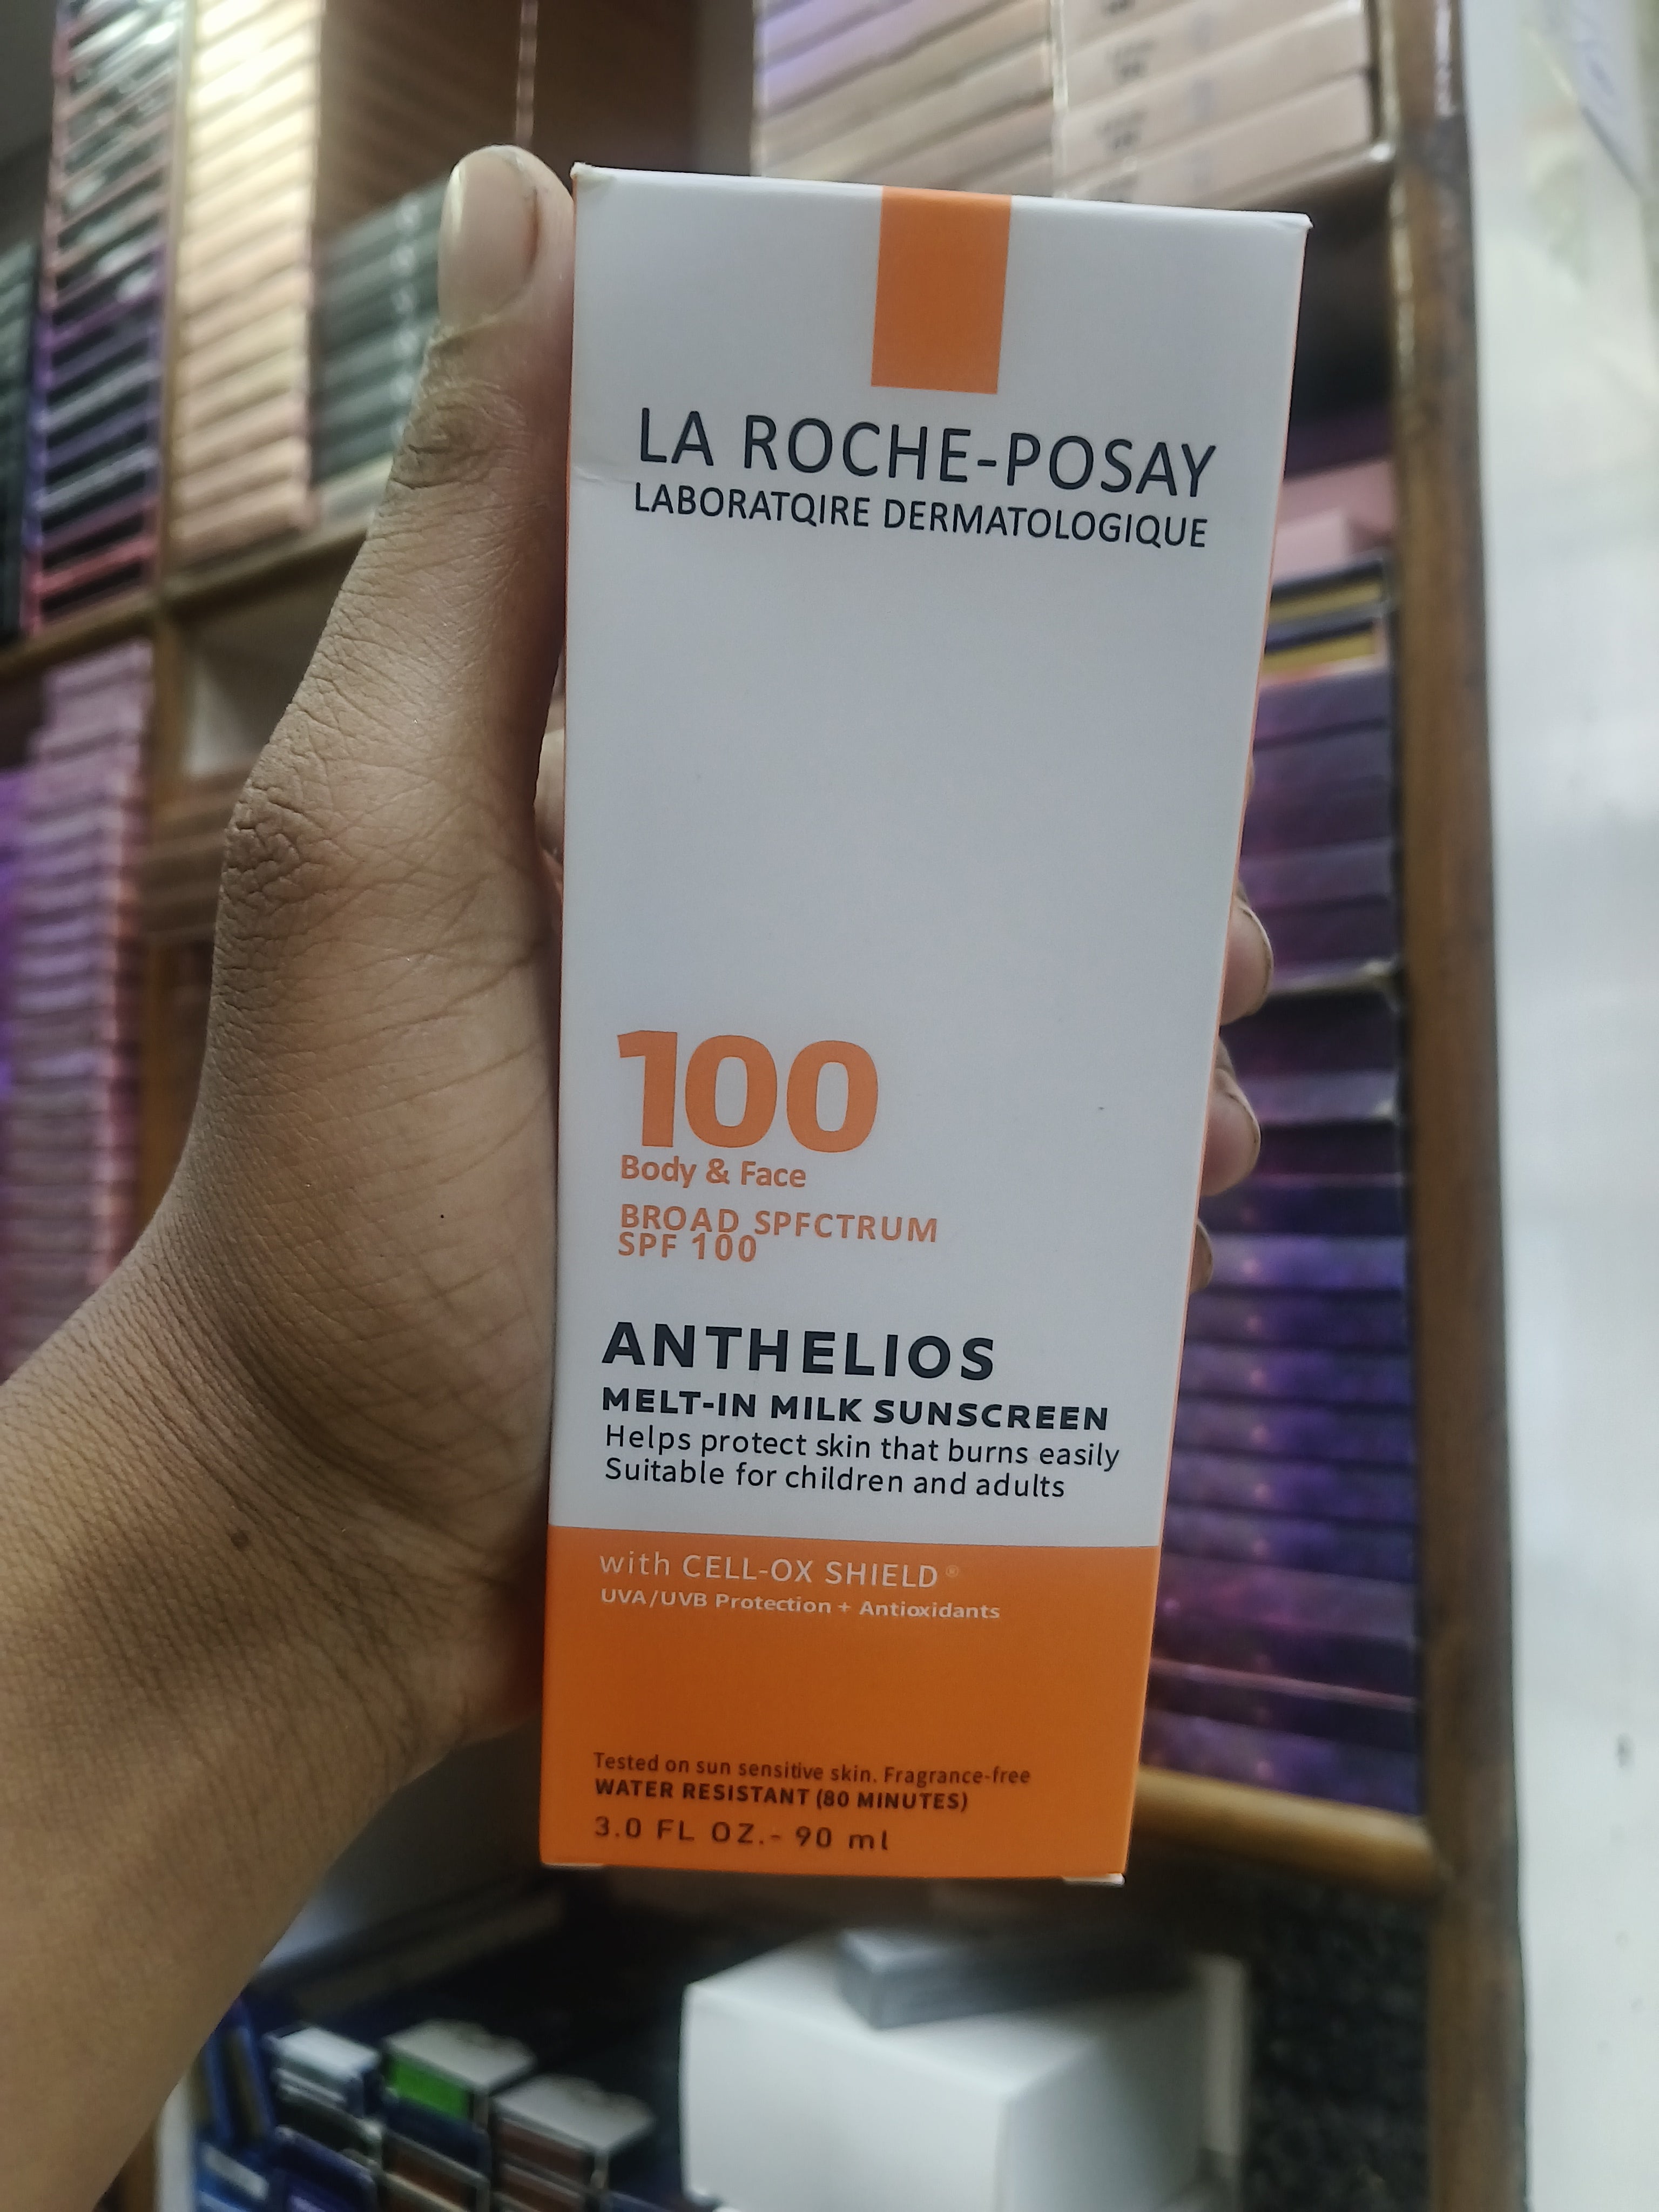 LA ROCHE-POSAY
LABORATQIRE DERMATOLOGIQUE
100
Body & Face
BROAD SPFCTRUM
SPF 100
ANTHELIOS
MELT-IN MILK SUNSCREEN
Helps protect skin that burns easily
Suitable for children and adults
with CELL-OX SHIELD®
UVA/UVB Protection + Antioxidants
Tested on sun sensitive skin. Fragrance-free
WATER RESISTANT (80 MINUTES)
3.0 FL OZ.- 90 ml